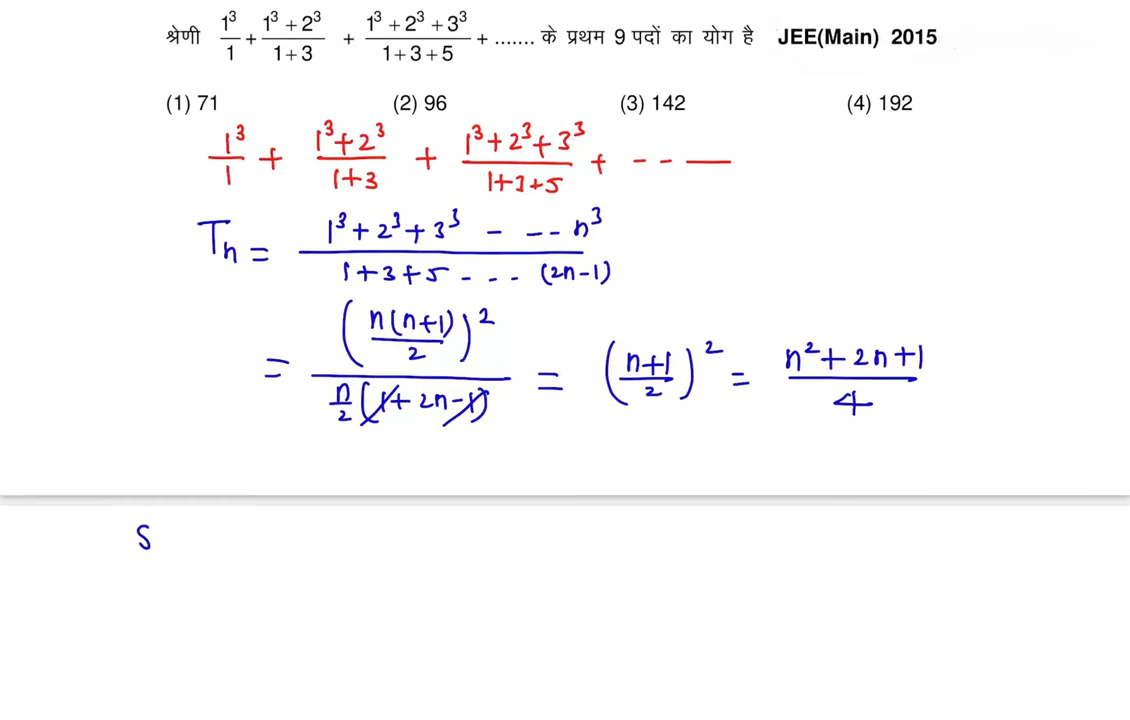 श्रेणी 1³/1 + (1³ + 2³)/(1 + 3) + (1³ + 2³ + 3³)/(1 + 3 + 5) + ....... के प्रथम 9 पदों का योग है JEE(Main) 2015
(1) 71 (2) 96 (3) 142 (4) 192
1³/1 + (1³+2³)/(1+3) + (1³+2³+3³)/(1+3+5) + - - —
Tn = (1³+2³+3³ - -- n³)/(1+3+5 - - - (2n-1))
= (n(n+1)/2)²/(n/2 (1+2n-1)) = ((n+1)/2)² = (n²+2n+1)/4
S